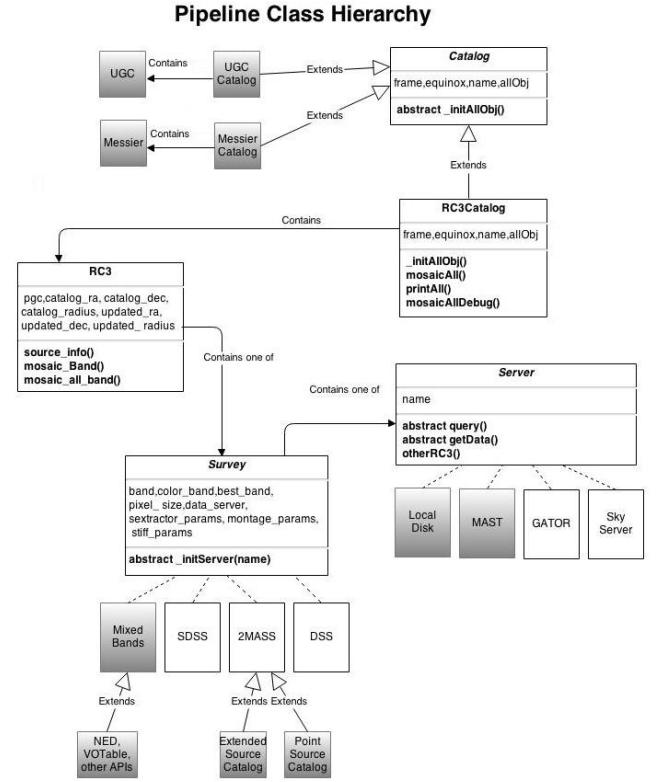 Pipeline Class Hierarchy
UGC
Contains
UGC
Catalog
Extends
Catalog
frame,equinox,name,allObj
abstract _initAllObj()
Messier
Contains
Messier
Catalog
Extends
Extends
RC3Catalog
frame,equinox,name,allObj
_initAllObj()
mosaicAll()
printAll()
mosaicAllDebug()
Contains
RC3
pgc,catalog_ra, catalog_dec,
catalog_radius, updated_ra,
updated_dec, updated_ radius
source_info()
mosaic_Band()
mosaic_all_band()
Contains one of
Contains one of
Server
name
abstract query()
abstract getData()
otherRC3()
Local
Disk
MAST
GATOR
Sky
Server
Survey
band,color_band,best_band,
pixel_ size,data_server,
sextractor_params, montage_params,
stiff_params
abstract _initServer(name)
Mixed
Bands
SDSS
2MASS
DSS
Extends
Extends
Extends
NED,
VOTable,
other APIs
Extended
Source
Catalog
Point
Source
Catalog